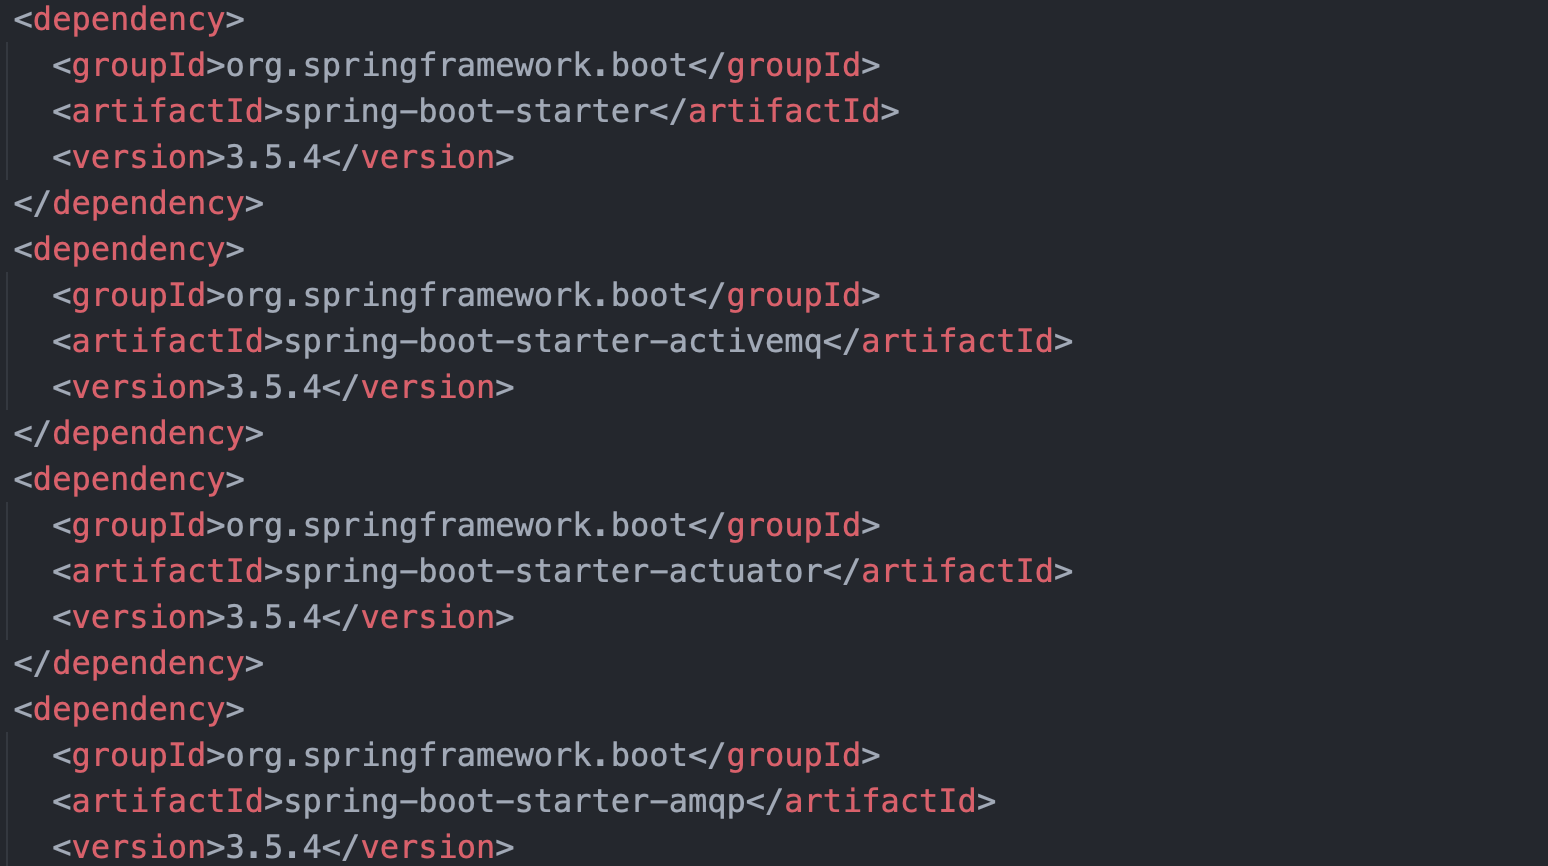 <dependency>
<groupId>org.springframework.boot</groupId>
<artifactId>spring-boot-starter</artifactId>
<version>3.5.4</version>
</dependency>
<dependency>
<groupId>org.springframework.boot</groupId>
<artifactId>spring-boot-starter-activemq</artifactId>
<version>3.5.4</version>
</dependency>
<dependency>
<groupId>org.springframework.boot</groupId>
<artifactId>spring-boot-starter-actuator</artifactId>
<version>3.5.4</version>
</dependency>
<dependency>
<groupId>org.springframework.boot</groupId>
<artifactId>spring-boot-starter-amqp</artifactId>
<version>3.5.4</version>